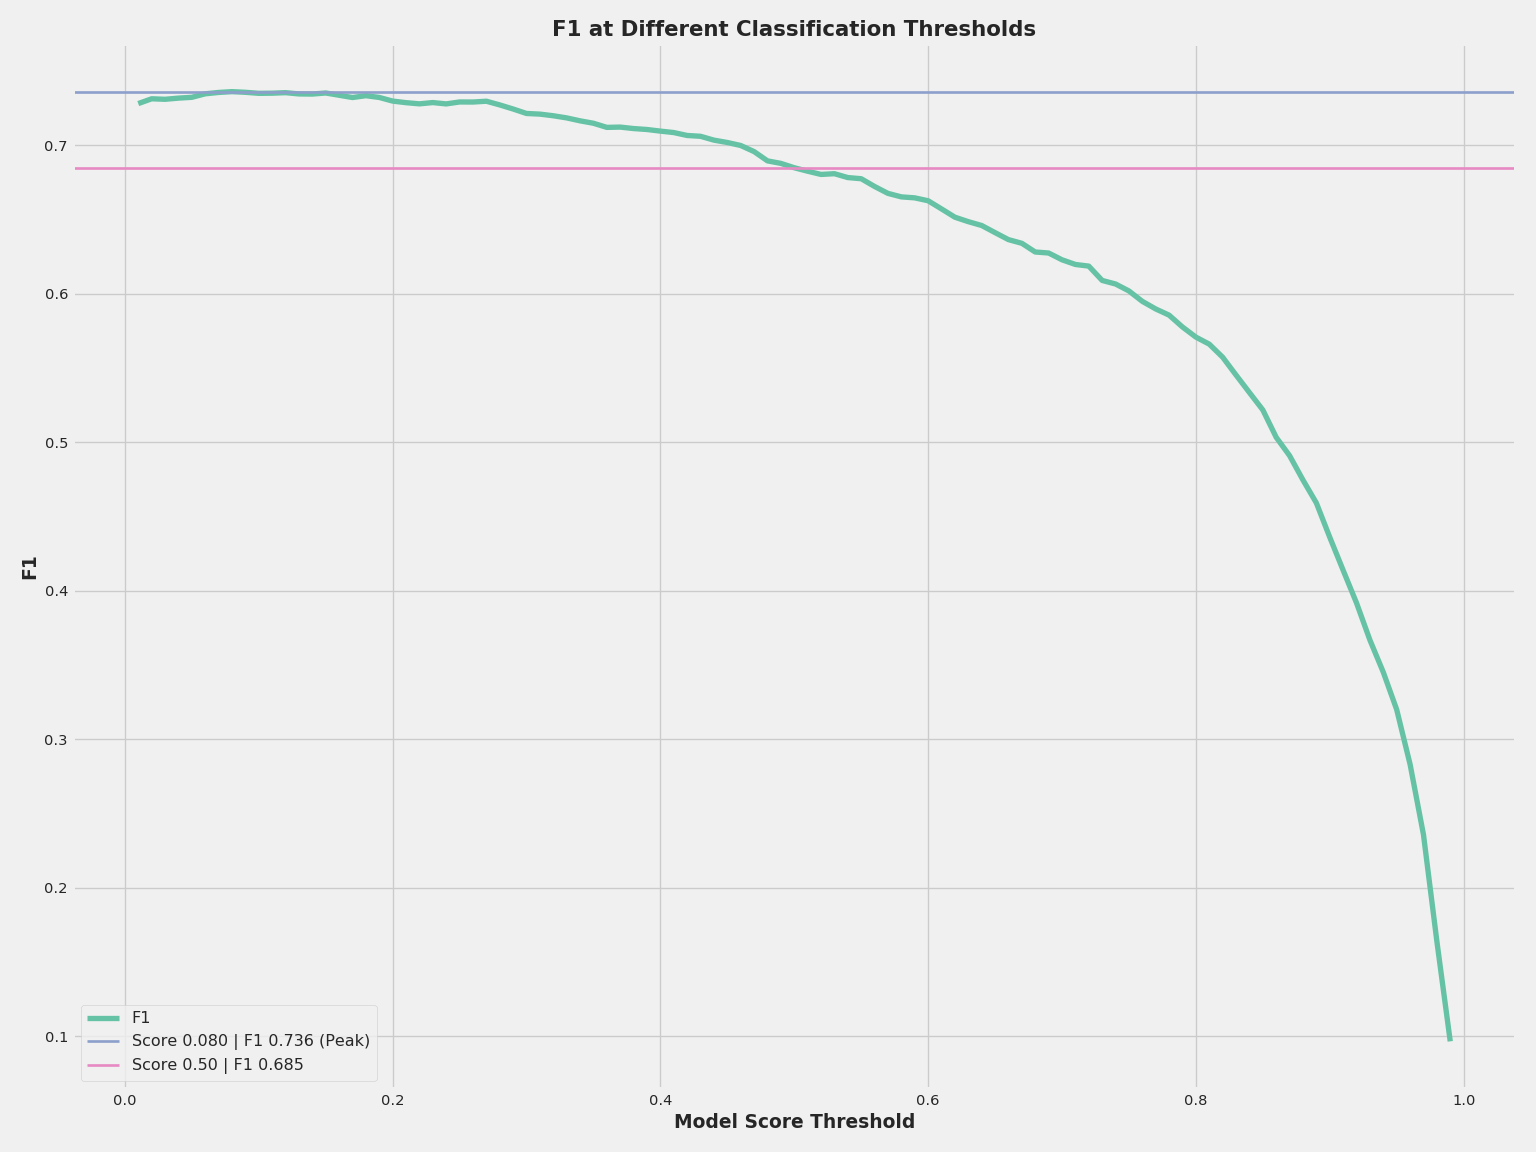 F1 at Different Classification Thresholds
F1
0.7
0.6
0.5
0.4
0.3
0.2
0.1
F1
Score 0.080 | F1 0.736 (Peak)
Score 0.50 | F1 0.685
0.0 0.2 0.4 0.6 0.8 1.0
Model Score Threshold